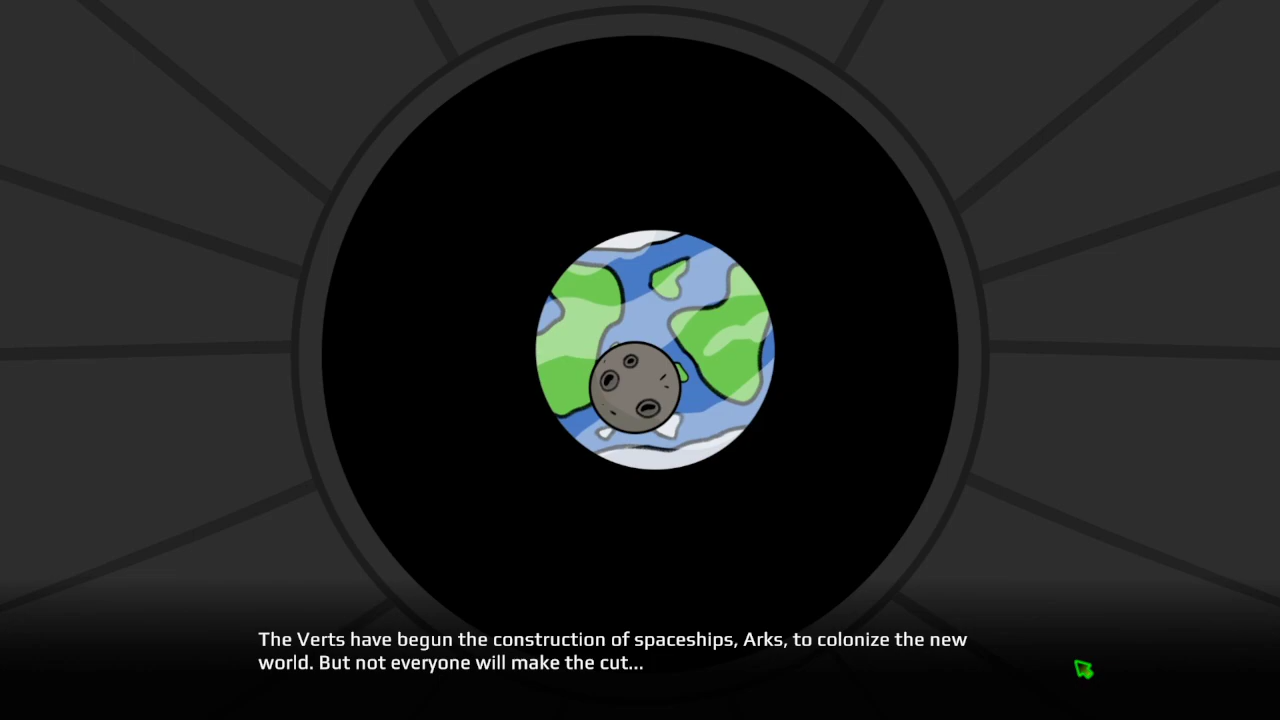 The Verts have begun the construction of spaceships, Arks, to colonize the new
world. But not everyone will make the cut...